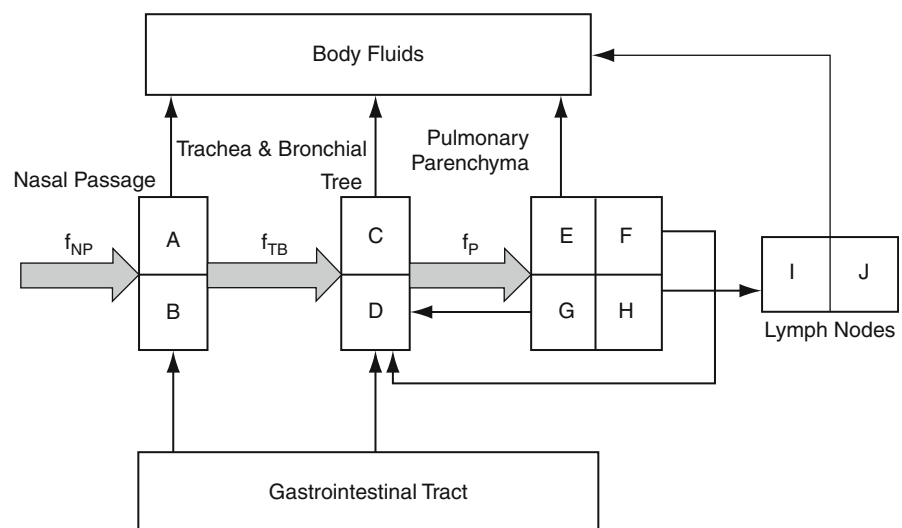 Body Fluids
Trachea & Bronchial
Tree
Pulmonary
Parenchyma
Nasal Passage
f_NP
A
f_TB
C
f_P
E
F
B
D
G
H
I
J
Lymph Nodes
Gastrointestinal Tract